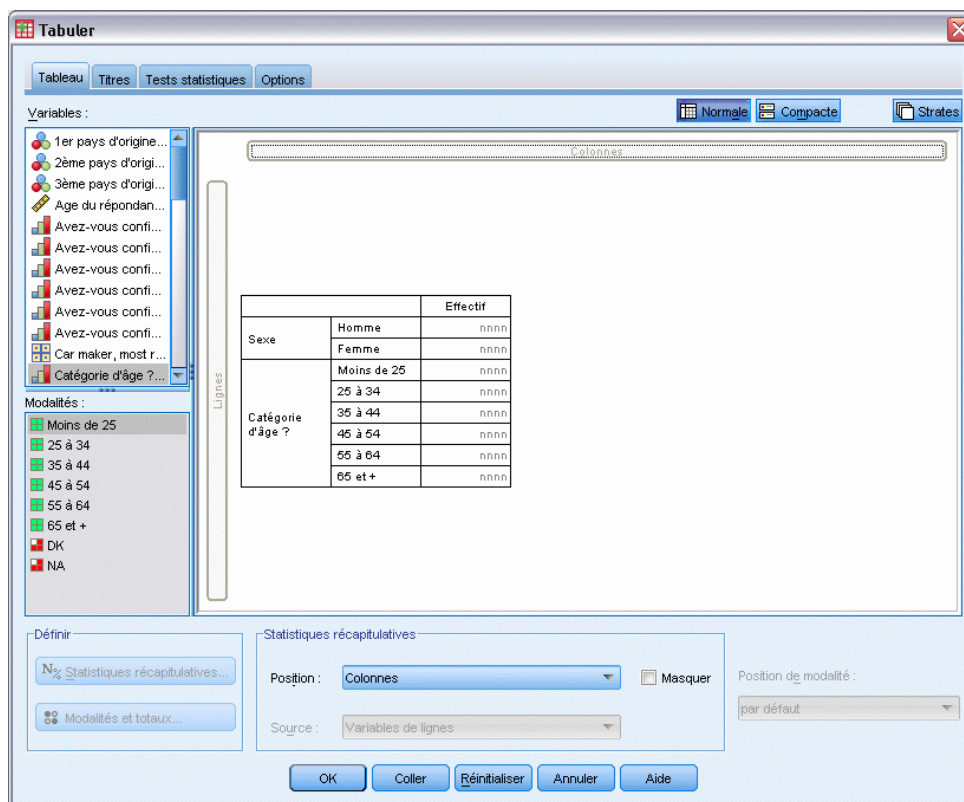 Tabuler
Tableau Titres Tests statistiques Options
Variables :
Normale Compacte Strates
1er pays d'origine...
2ème pays d'origi...
3ème pays d'origi...
Age du répondan...
Avez-vous confi...
Avez-vous confi...
Avez-vous confi...
Avez-vous confi...
Avez-vous confi...
Avez-vous confi...
Car maker, most r...
Catégorie d'âge ?...
Colonnes
Lignes
Effectif
Sexe Homme nnnn
Femme nnnn
Catégorie d'âge ? Moins de 25 nnnn
25 à 34 nnnn
35 à 44 nnnn
45 à 54 nnnn
55 à 64 nnnn
65 et + nnnn
Modalités :
Moins de 25
25 à 34
35 à 44
45 à 54
55 à 64
65 et +
DK
NA
Définir
N% Statistiques récapitulatives...
Modalités et totaux...
Statistiques récapitulatives
Position : Colonnes Masquer
Source : Variables de lignes
Position de modalité :
par défaut
OK Coller Réinitialiser Annuler Aide